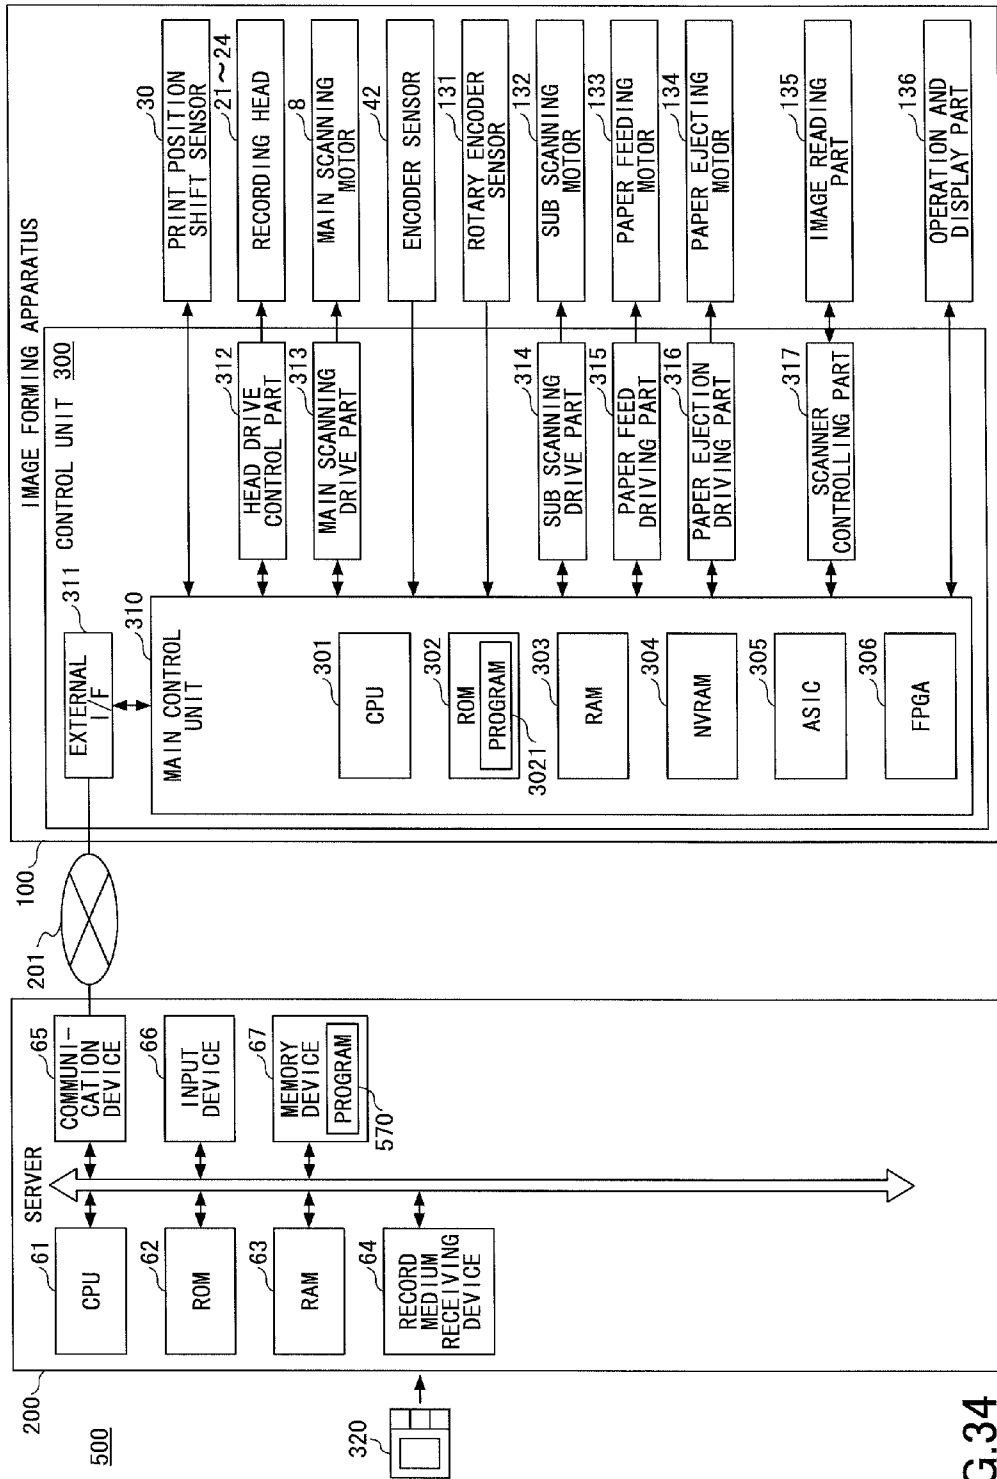 500
200
SERVER
61
CPU
62
ROM
63
RAM
64
RECORD
MEDIUM
RECEIVING
DEVICE
320
65
COMMUNI-
CATION
DEVICE
66
INPUT
DEVICE
67
MEMORY
DEVICE
PROGRAM
570
201
100
IMAGE FORMING APPARATUS
CONTROL UNIT 300
311
EXTERNAL
I/F
310
MAIN CONTROL
UNIT
301
CPU
302
ROM
PROGRAM
3021
303
RAM
304
NVRAM
305
ASIC
306
FPGA
312
HEAD DRIVE
CONTROL PART
313
MAIN SCANNING
DRIVE PART
314
SUB SCANNING
DRIVE PART
315
PAPER FEED
DRIVING PART
316
PAPER EJECTION
DRIVING PART
317
SCANNER
CONTROLLING PART
30
PRINT POSITION
SHIFT SENSOR
21~24
RECORDING HEAD
8
MAIN SCANNING
MOTOR
42
ENCODER SENSOR
131
ROTARY ENCODER
SENSOR
132
SUB SCANNING
MOTOR
133
PAPER FEEDING
MOTOR
134
PAPER EJECTING
MOTOR
135
IMAGE READING
PART
136
OPERATION AND
DISPLAY PART
G.34